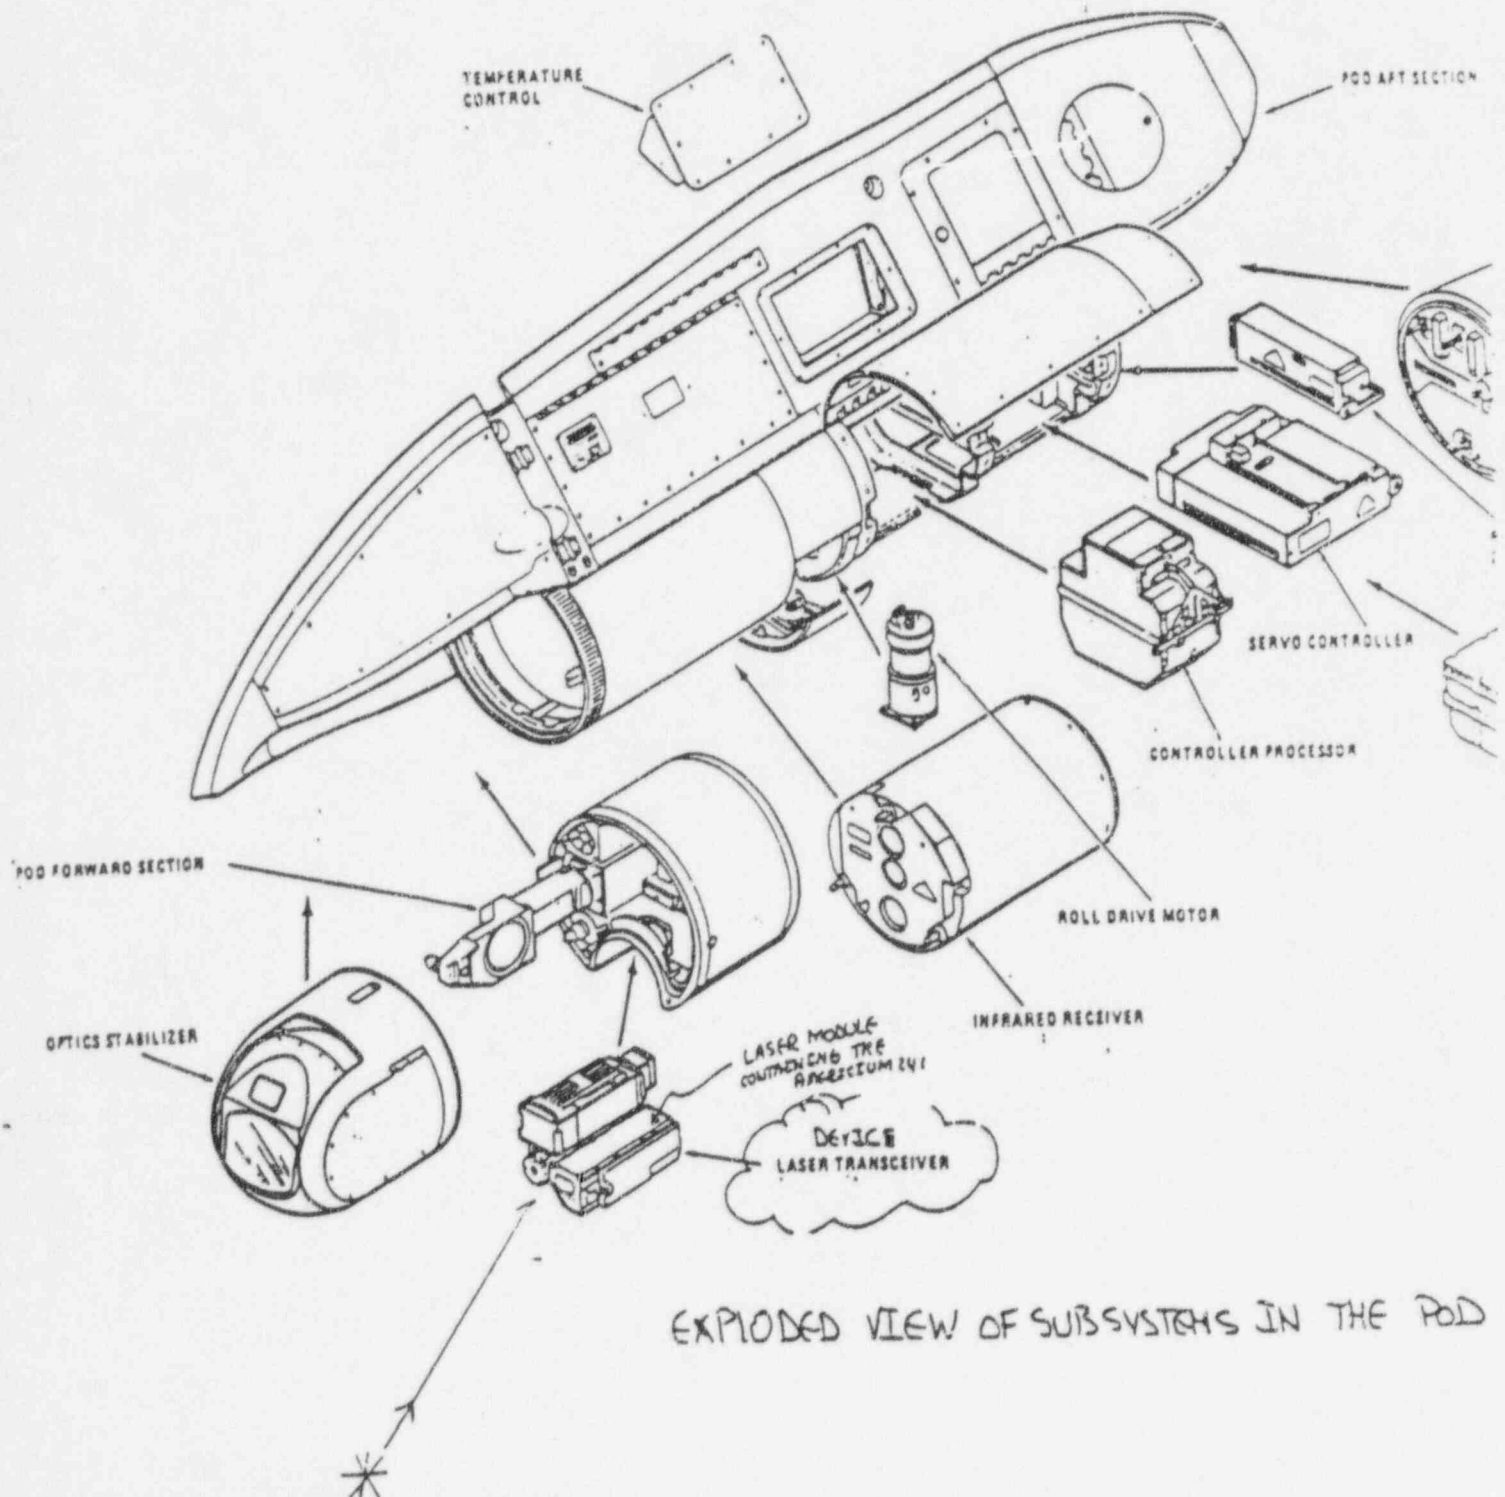 TEMPERATURE
CONTROL
POD AFT SECTION
SERVO CONTROLLER
CONTROLLER PROCESSOR
POD FORWARD SECTION
ROLL DRIVE MOTOR
INFRARED RECEIVER
OPTICS STABILIZER
LASER MODULE
CONTAINING THE
AMERICIUM 241
DEVICE
LASER TRANSCEIVER
EXPLODED VIEW OF SUBSYSTEMS IN THE POD